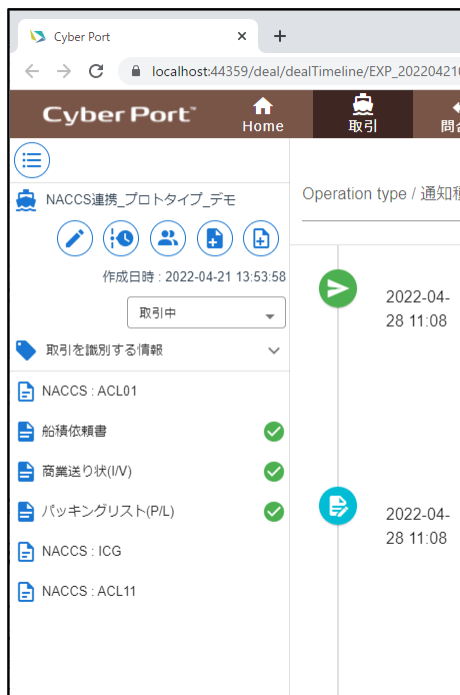 Cyber Port
localhost:44359/deal/dealTimeline/EXP_20220421
Cyber Port™
Home
取引
NACCS連携_プロトタイプ_デモ
作成日時 : 2022-04-21 13:53:58
取引中
取引を識別する情報
NACCS : ACL01
船積依頼書
商業送り状(I/V)
パッキングリスト(P/L)
NACCS : ICG
NACCS : ACL11
Operation type / 通知種
2022-04-
28 11:08
2022-04-
28 11:08